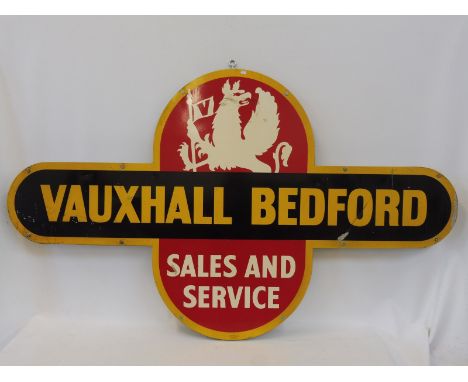 V
VAUXHALL BEDFORD
SALES AND
SERVICE